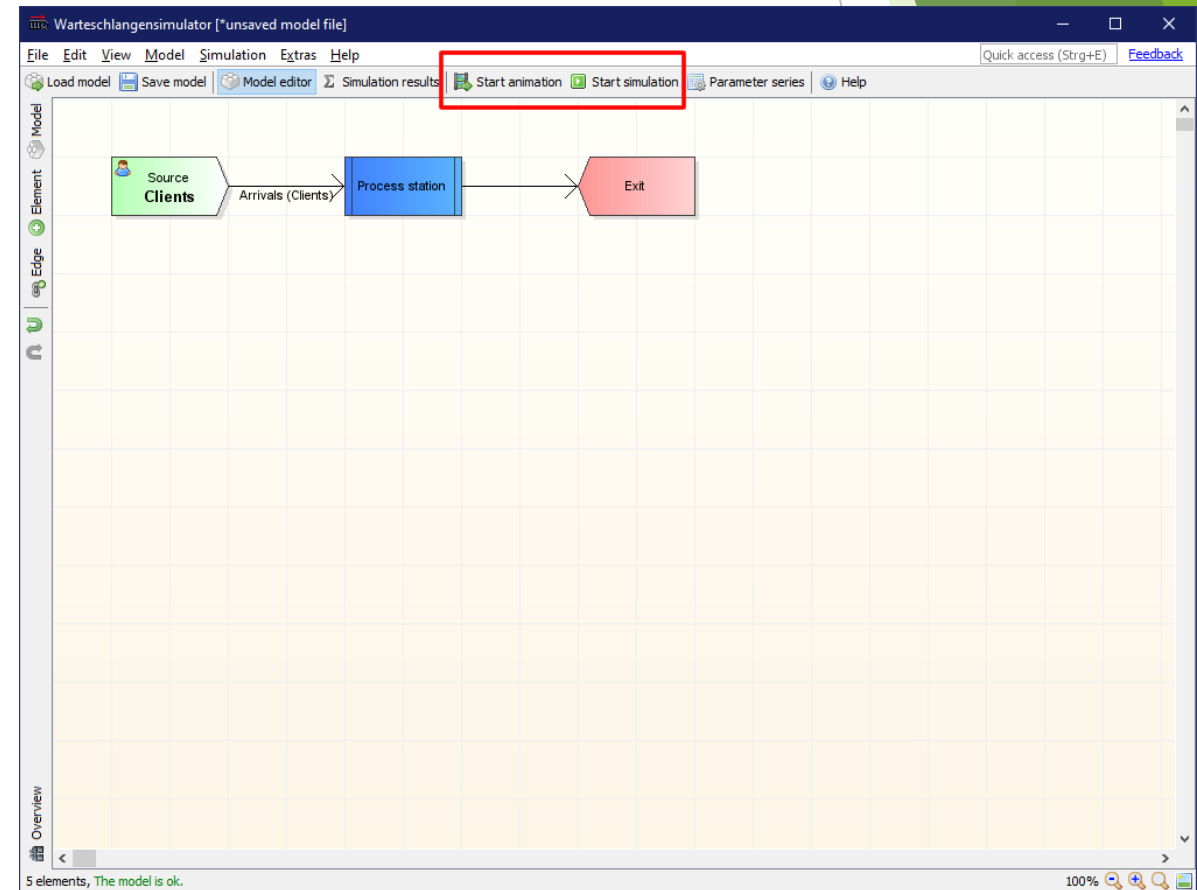 Warteschlangensimulator [*unsaved model file]
File Edit View Model Simulation Extras Help Quick access (Strg+E) Feedback
Load model Save model Model editor Σ Simulation results Start animation Start simulation Parameter series Help
Model
Element
Edge
Source
Clients
Arrivals (Clients)
Process station
Exit
Overview
5 elements, The model is ok. 100%